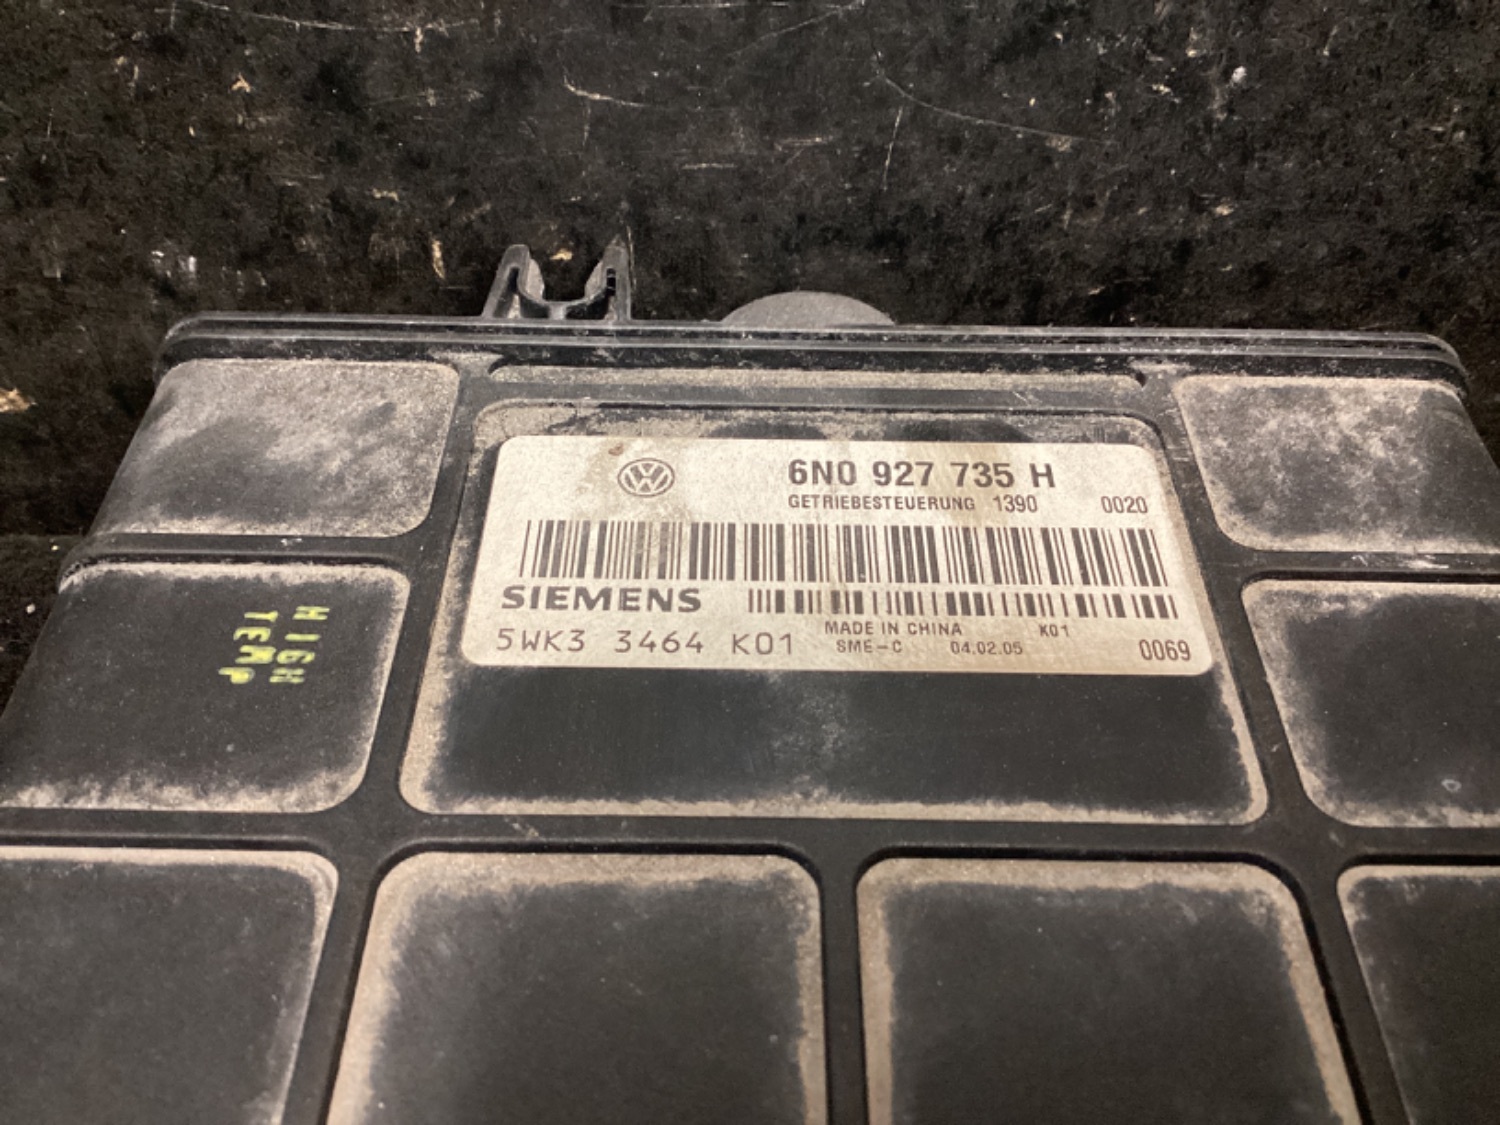 6N0 927 735 H
GETRIEBESTEUERUNG 1390 0020
SIEMENS
5WK3 3464 K01
MADE IN CHINA K01
SME-C 04.02.05 0069
HIGH
TEMP